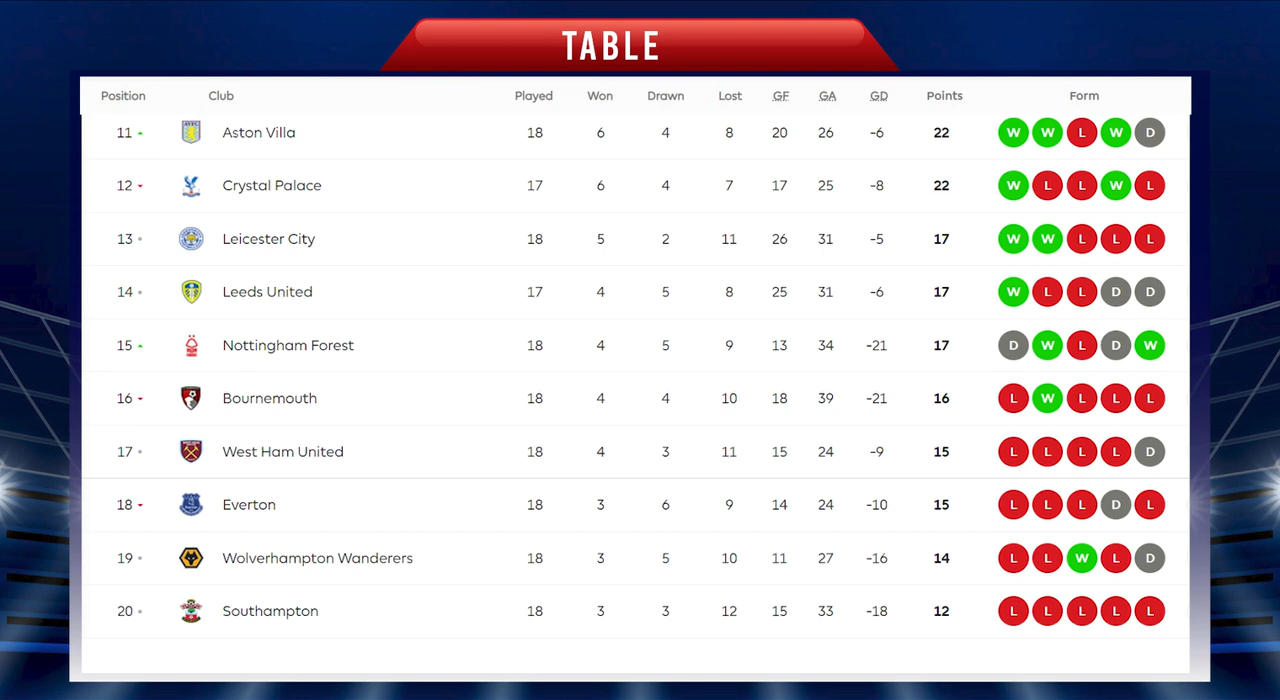 TABLE
Position Club Played Won Drawn Lost GF GA GD Points Form
11 Aston Villa 18 6 4 8 20 26 -6 22 W W L W D
12 Crystal Palace 17 6 4 7 17 25 -8 22 W L L W L
13 Leicester City 18 5 2 11 26 31 -5 17 W W L L L
14 Leeds United 17 4 5 8 25 31 -6 17 W L L D D
15 Nottingham Forest 18 4 5 9 13 34 -21 17 D W L D W
16 Bournemouth 18 4 4 10 18 39 -21 16 L W L L L
17 West Ham United 18 4 3 11 15 24 -9 15 L L L L D
18 Everton 18 3 6 9 14 24 -10 15 L L L D L
19 Wolverhampton Wanderers 18 3 5 10 11 27 -16 14 L L W L D
20 Southampton 18 3 3 12 15 33 -18 12 L L L L L